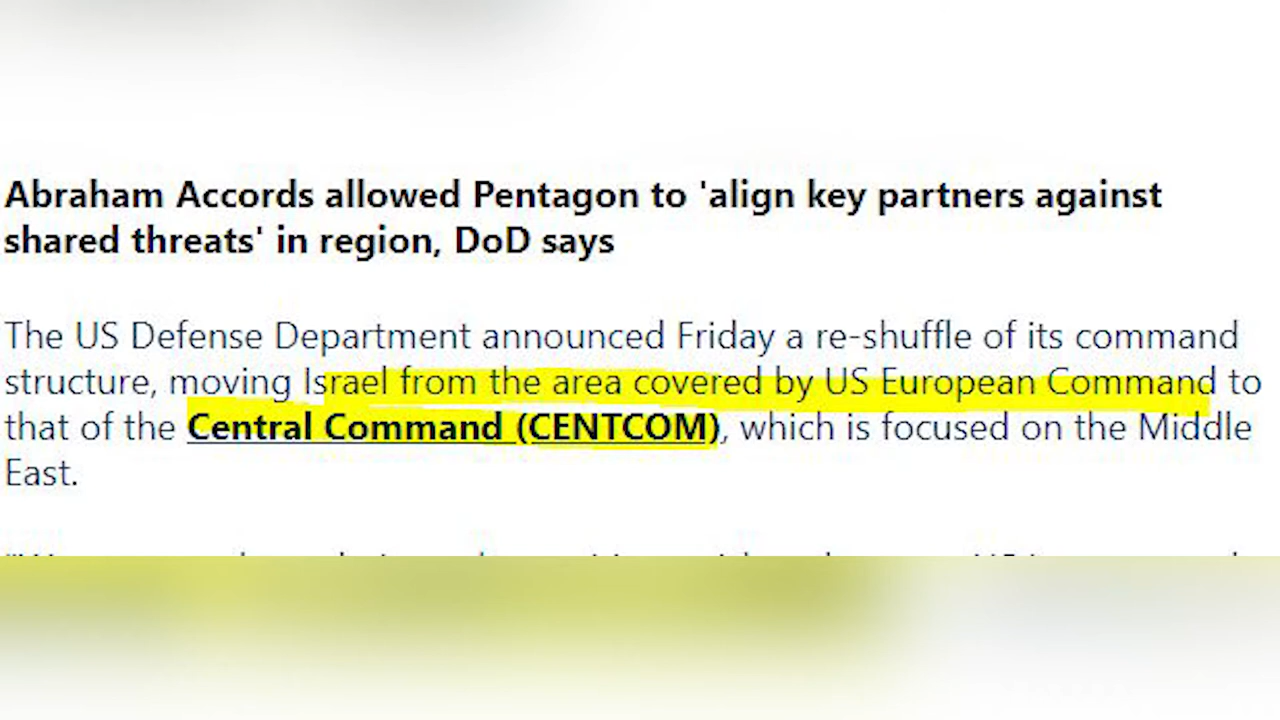 Abraham Accords allowed Pentagon to 'align key partners against
shared threats' in region, DoD says
The US Defense Department announced Friday a re-shuffle of its command
structure, moving Israel from the area covered by US European Command to
that of the Central Command (CENTCOM), which is focused on the Middle
East.